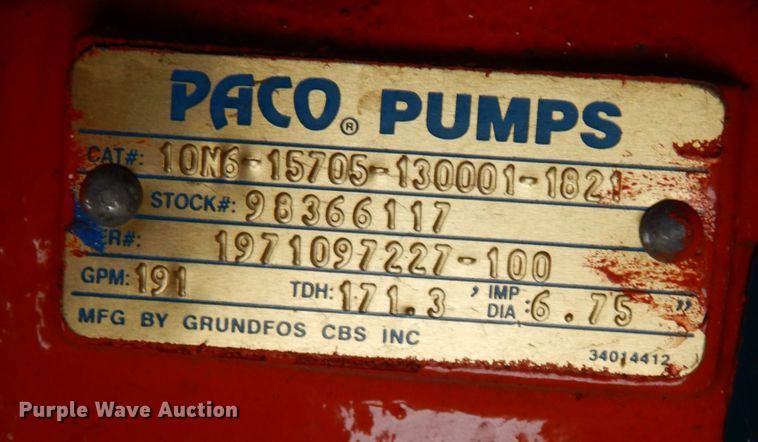 PACO® PUMPS
CAT#: 10N6-15705-130001-1821
STOCK#: 98366117
ER#: 1971097227-100
GPM: 191 TDH: 171.3 ' IMP DIA : 6.75 "
MFG BY GRUNDFOS CBS INC
34014412
Purple Wave Auction